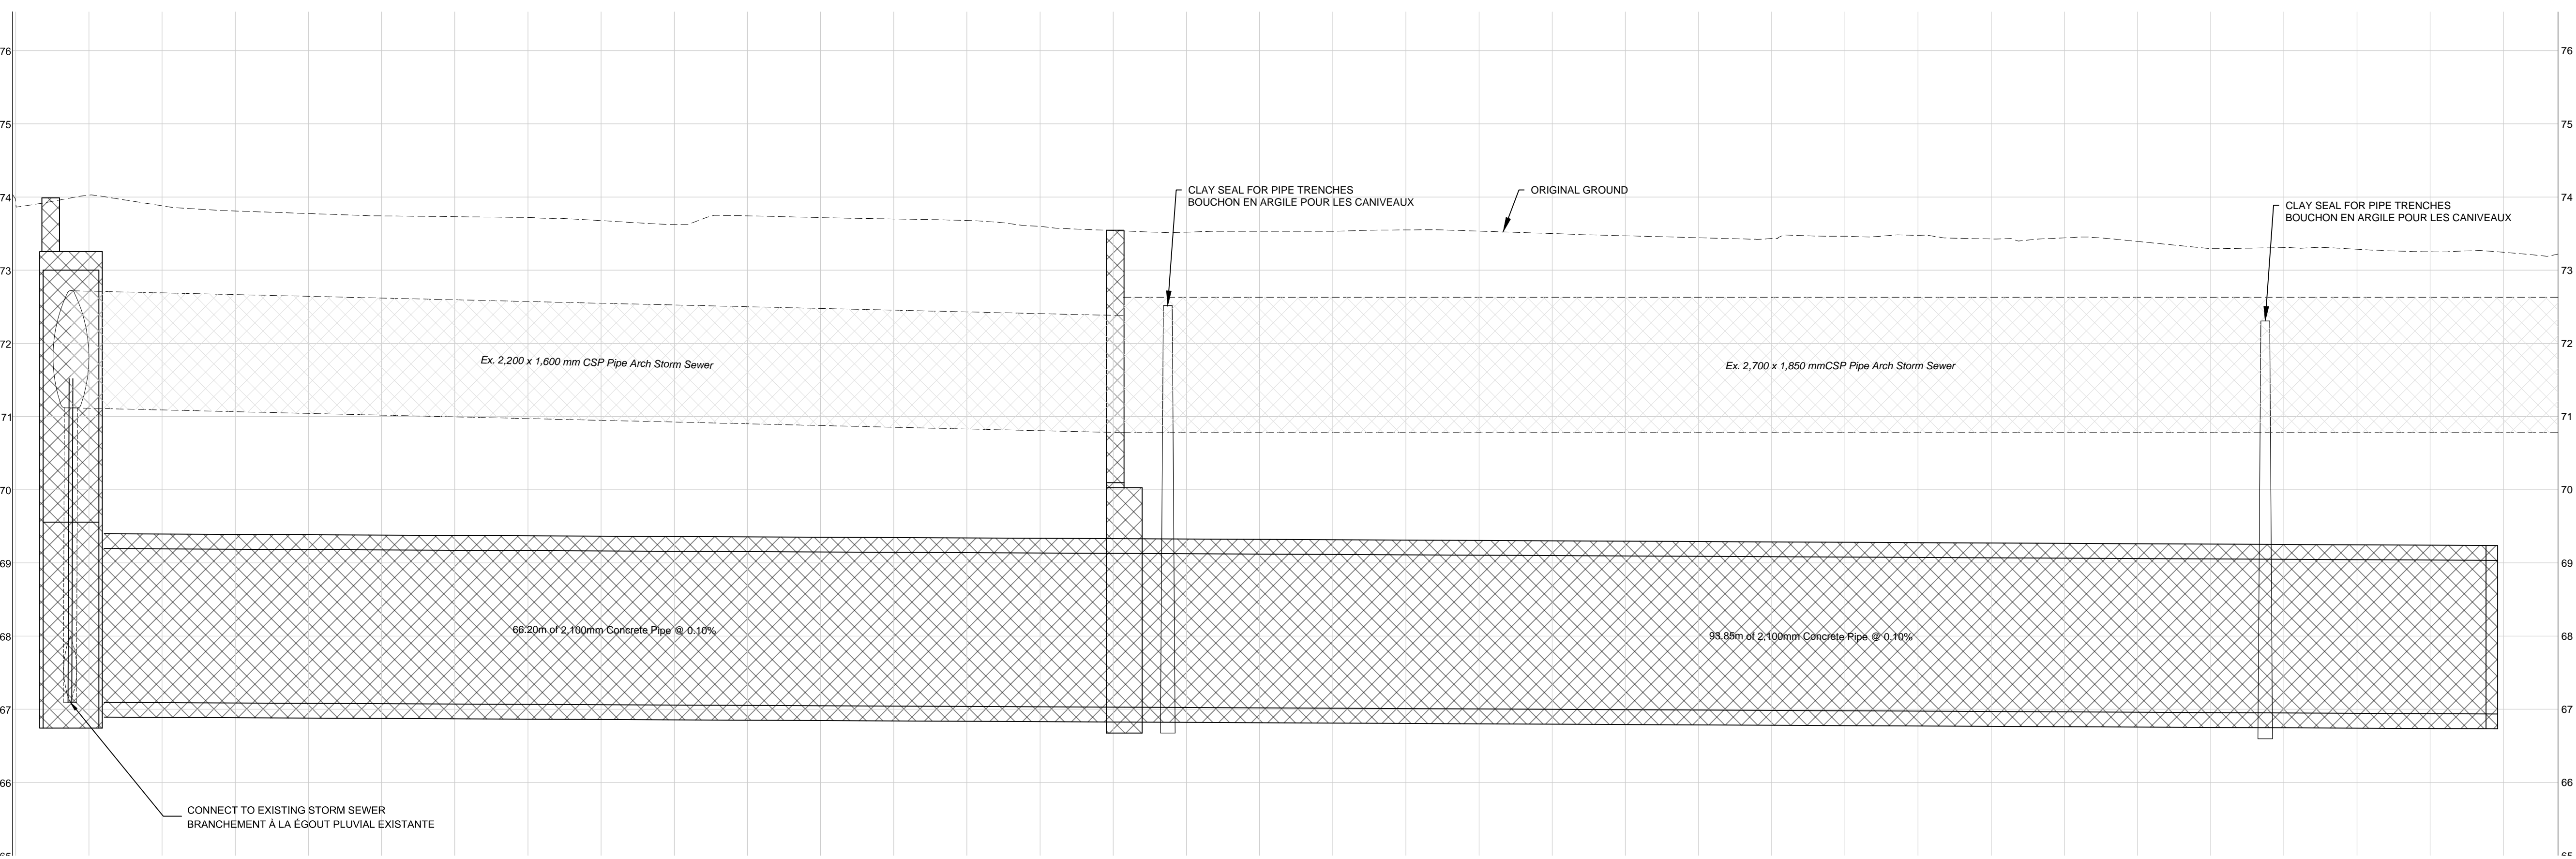 76
76
75
75
74
74
CLAY SEAL FOR PIPE TRENCHES
BOUCHON EN ARGILE POUR LES CANIVEAUX
ORIGINAL GROUND
CLAY SEAL FOR PIPE TRENCHES
BOUCHON EN ARGILE POUR LES CANIVEAUX
73
73
72
72
Ex. 2,200 x 1,600 mm CSP Pipe Arch Storm Sewer
Ex. 2,700 x 1,850 mmCSP Pipe Arch Storm Sewer
71
71
70
70
69
69
66.20m of 2,100mm Concrete Pipe @ 0.10%
93.85m of 2,100mm Concrete Pipe @ 0.10%
68
68
67
67
66
66
CONNECT TO EXISTING STORM SEWER
BRANCHEMENT À LA ÉGOUT PLUVIAL EXISTANTE
65
65